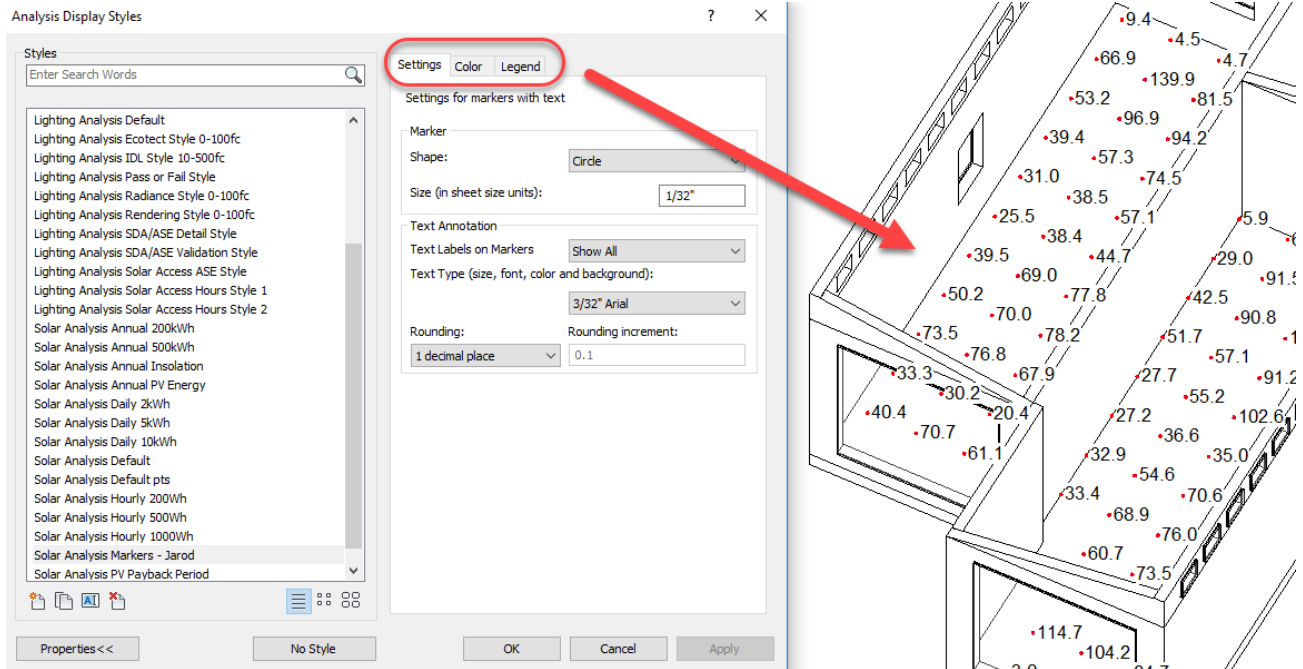 Analysis Display Styles
?
Styles
Enter Search Words
Lighting Analysis Default
Lighting Analysis Ecotect Style 0-100fc
Lighting Analysis IDL Style 10-500fc
Lighting Analysis Pass or Fail Style
Lighting Analysis Radiance Style 0-100fc
Lighting Analysis Rendering Style 0-100fc
Lighting Analysis SDA/ASE Detail Style
Lighting Analysis SDA/ASE Validation Style
Lighting Analysis Solar Access ASE Style
Lighting Analysis Solar Access Hours Style 1
Lighting Analysis Solar Access Hours Style 2
Solar Analysis Annual 200kWh
Solar Analysis Annual 500kWh
Solar Analysis Annual Insolation
Solar Analysis Annual PV Energy
Solar Analysis Daily 2kWh
Solar Analysis Daily 5kWh
Solar Analysis Daily 10kWh
Solar Analysis Default
Solar Analysis Default pts
Solar Analysis Hourly 200Wh
Solar Analysis Hourly 500Wh
Solar Analysis Hourly 1000Wh
Solar Analysis Markers - Jarod
Solar Analysis PV Payback Period
Properties<<
No Style
Settings Color Legend
Settings for markers with text
Marker
Shape: Circle
Size (in sheet size units): 1/32"
Text Annotation
Text Labels on Markers Show All
Text Type (size, font, color and background):
3/32" Arial
Rounding: Rounding increment:
1 decimal place 0.1
OK Cancel Apply
9.4
4.5
66.9 4.7
139.9
53.2 81.5
96.9
39.4 94.2
57.3
31.0 74.5
38.5
25.5 57.1 5.9
38.4
39.5 44.7 29.0
69.0 91.5
50.2 77.8 42.5
70.0 90.8
73.5 78.2 51.7
76.8 57.1
33.3 67.9 27.7 91.2
30.2 55.2
40.4 20.4 27.2 102.6
70.7 36.6
61.1 32.9 35.0
54.6
33.4 70.6
68.9
76.0
60.7
73.5
114.7
104.2